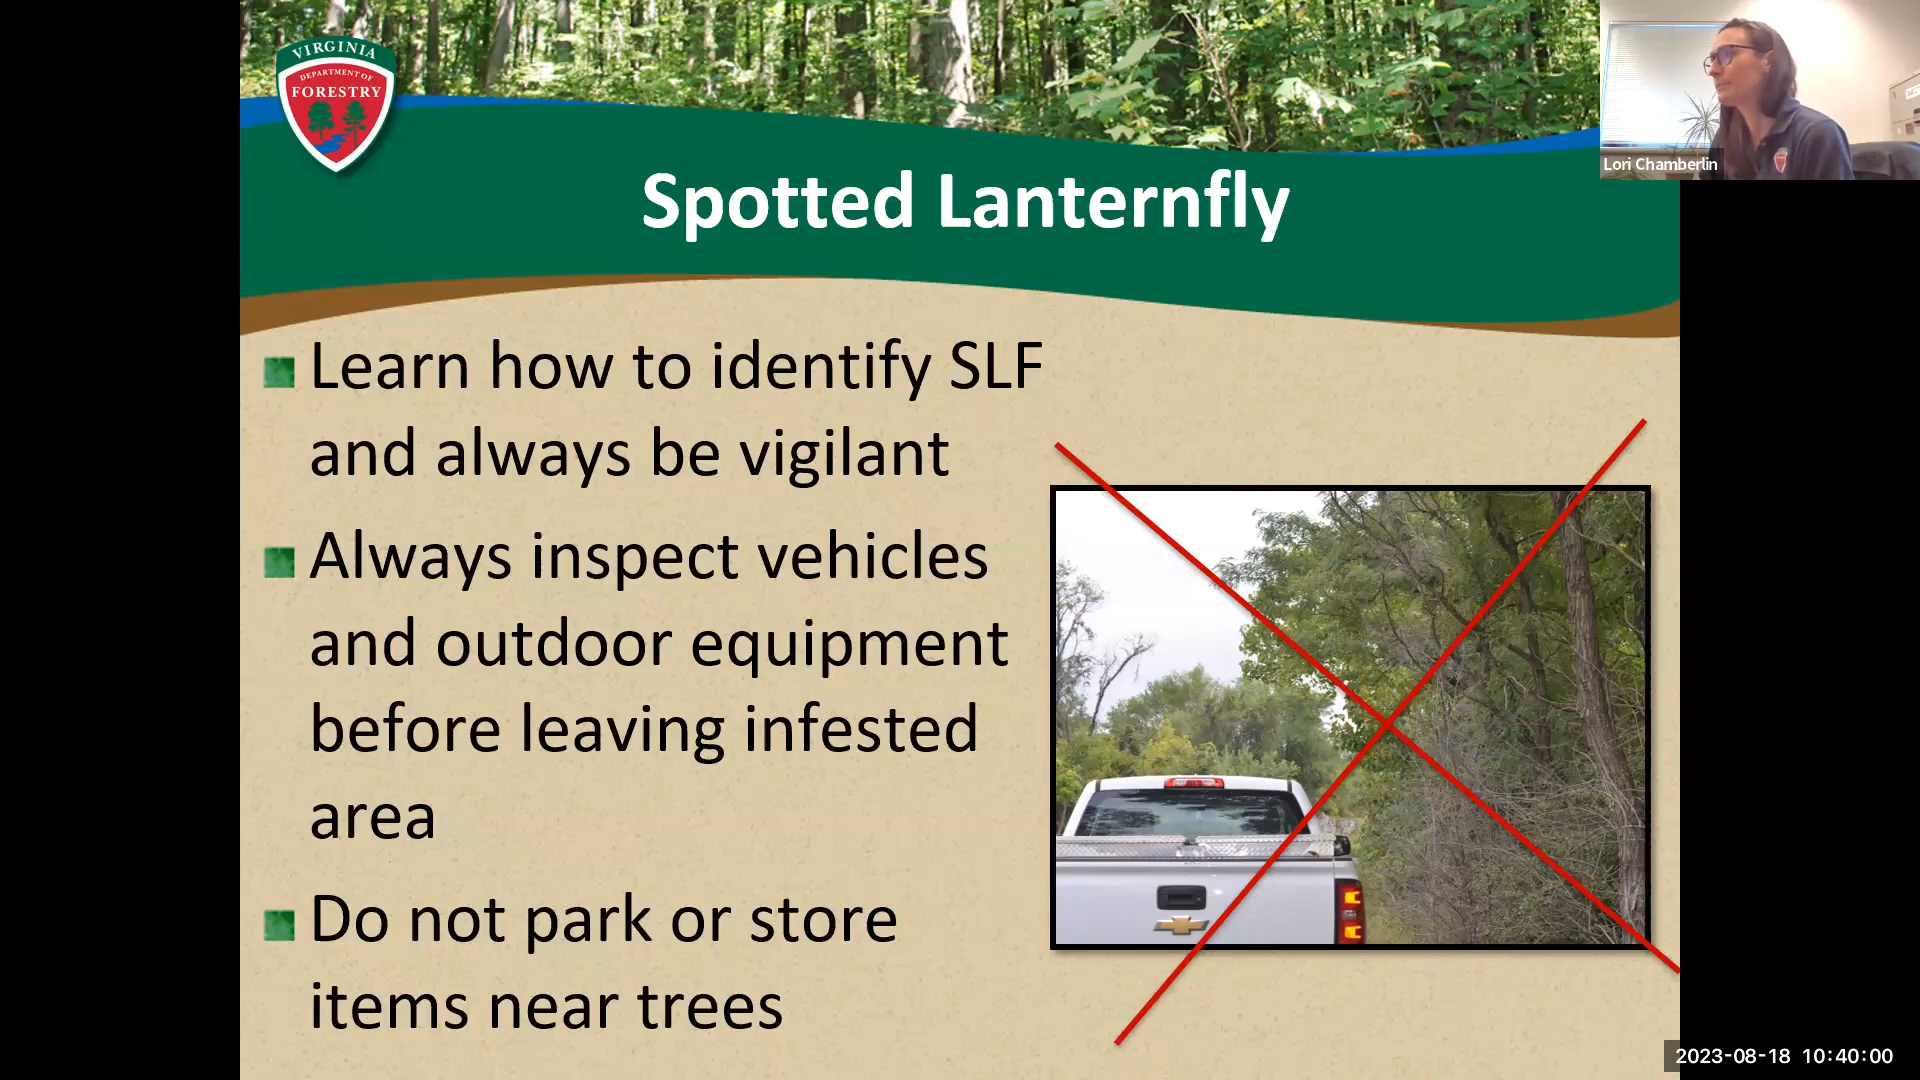 VIRGINIA
DEPARTMENT OF
FORESTRY
Lori Chamberlin
Spotted Lanternfly
Learn how to identify SLF
and always be vigilant
Always inspect vehicles
and outdoor equipment
before leaving infested
area
Do not park or store
items near trees
2023-08-18 10:40:00